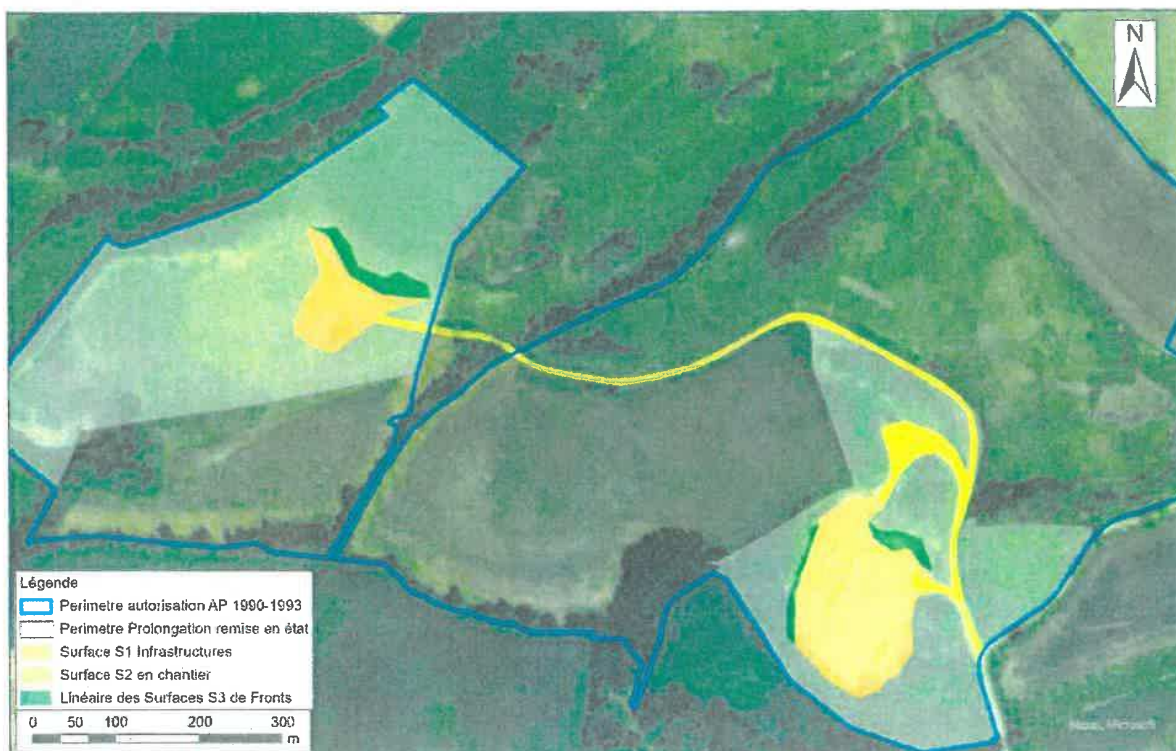 N
Légende
Perimetre autorisation AP 1990-1993
Perimetre Prolongation remise en état
Surface S1 Infrastructures
Surface S2 en chantier
Linéaire des Surfaces S3 de Fronts
0 50 100 200 300
m
Microsoft